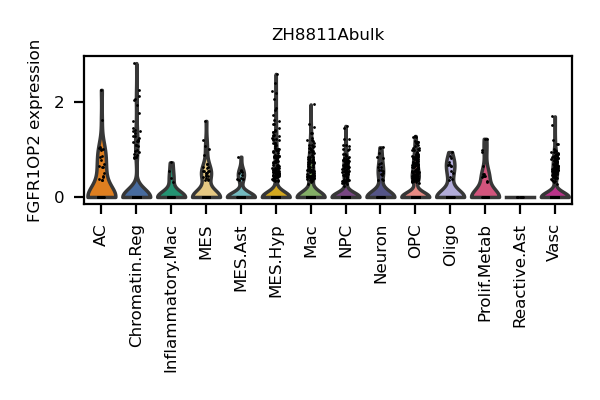 ZH8811Abulk
FGFR1OP2 expression
2
0
AC
Chromatin.Reg
Inflammatory.Mac
MES
MES.Ast
MES.Hyp
Mac
NPC
Neuron
OPC
Oligo
Prolif.Metab
Reactive.Ast
Vasc